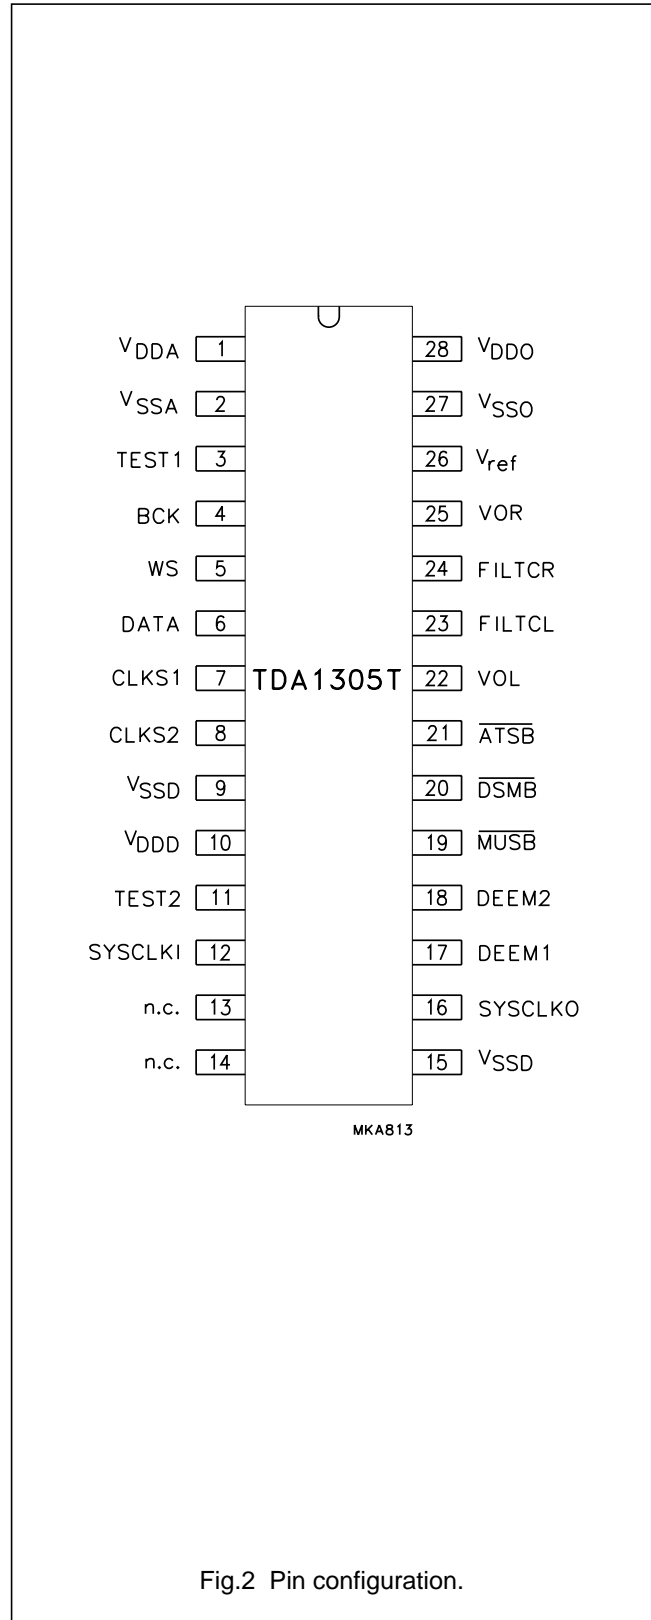 VDDA 1 28 VDDO
VSSA 2 27 VSSO
TEST1 3 26 Vref
BCK 4 25 VOR
WS 5 24 FILTCR
DATA 6 23 FILTCL
CLKS1 7 TDA1305T 22 VOL
CLKS2 8 21 A̅T̅S̅B̅
VSSD 9 20 D̅S̅M̅B̅
VDDD 10 19 M̅U̅S̅B̅
TEST2 11 18 DEEM2
SYSCLKI 12 17 DEEM1
n.c. 13 16 SYSCLKO
n.c. 14 15 VSSD
MKA813
Fig.2 Pin configuration.